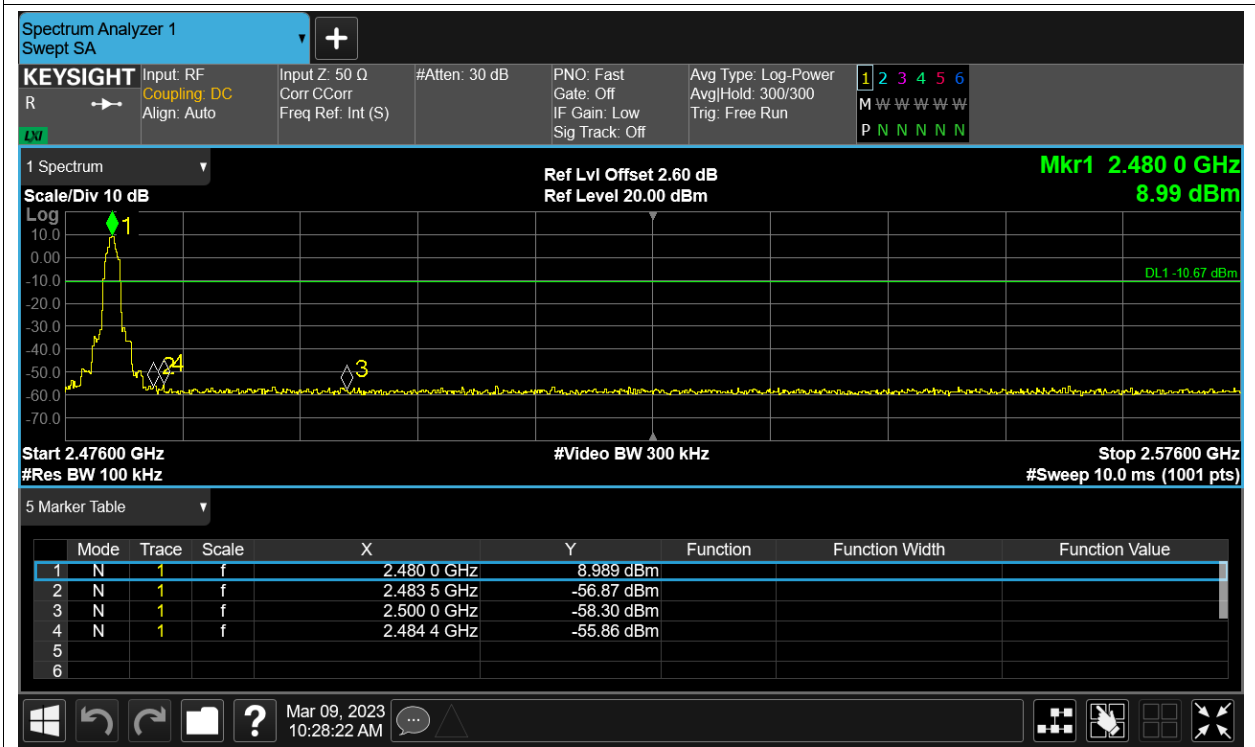 Spectrum Analyzer 1
Swept SA
KEYSIGHT Input: RF Input Z: 50 Ω #Atten: 30 dB PNO: Fast Avg Type: Log-Power 1 2 3 4 5 6
R Coupling: DC Corr CCorr Gate: Off Avg|Hold: 300/300 M W W W W W
Align: Auto Freq Ref: Int (S) IF Gain: Low Trig: Free Run
LXI Sig Track: Off P N N N N N
1 Spectrum Ref Lvl Offset 2.60 dB Mkr1 2.480 0 GHz
Scale/Div 10 dB Ref Level 20.00 dBm 8.99 dBm
Log
1
10.0
0.00
-10.0 DL1 -10.67 dBm
-20.0
-30.0
-40.0
-50.0 2 4 3
-60.0
-70.0
Start 2.47600 GHz #Video BW 300 kHz Stop 2.57600 GHz
#Res BW 100 kHz #Sweep 10.0 ms (1001 pts)
5 Marker Table
Mode Trace Scale X Y Function Function Width Function Value
1 N 1 f 2.480 0 GHz 8.989 dBm
2 N 1 f 2.483 5 GHz -56.87 dBm
3 N 1 f 2.500 0 GHz -58.30 dBm
4 N 1 f 2.484 4 GHz -55.86 dBm
5
6
? Mar 09, 2023
10:28:22 AM